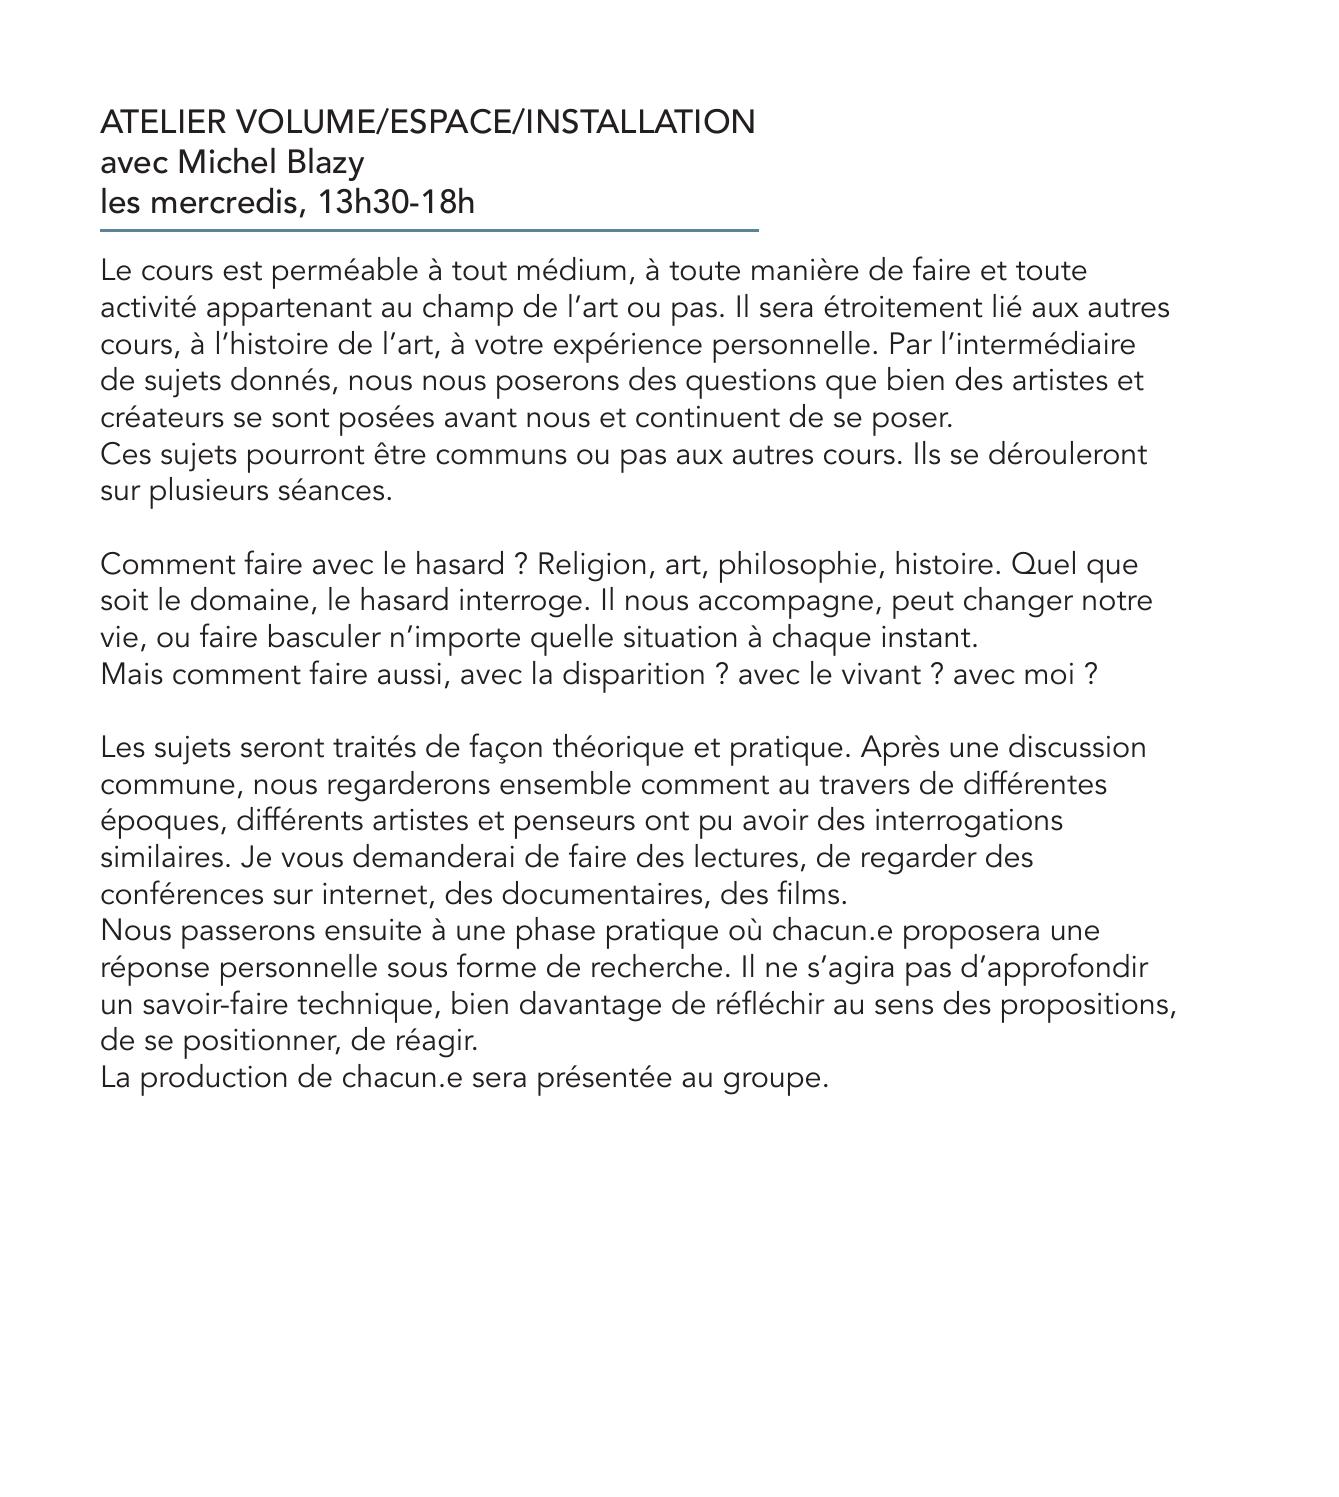 ATELIER VOLUME/ESPACE/INSTALLATION
avec Michel Blazy
les mercredis, 13h30-18h
Le cours est perméable à tout médium, à toute manière de faire et toute
activité appartenant au champ de l’art ou pas. Il sera étroitement lié aux autres
cours, à l’histoire de l’art, à votre expérience personnelle. Par l’intermédiaire
de sujets donnés, nous nous poserons des questions que bien des artistes et
créateurs se sont posées avant nous et continuent de se poser.
Ces sujets pourront être communs ou pas aux autres cours. Ils se dérouleront
sur plusieurs séances.
Comment faire avec le hasard ? Religion, art, philosophie, histoire. Quel que
soit le domaine, le hasard interroge. Il nous accompagne, peut changer notre
vie, ou faire basculer n’importe quelle situation à chaque instant.
Mais comment faire aussi, avec la disparition ? avec le vivant ? avec moi ?
Les sujets seront traités de façon théorique et pratique. Après une discussion
commune, nous regarderons ensemble comment au travers de différentes
époques, différents artistes et penseurs ont pu avoir des interrogations
similaires. Je vous demanderai de faire des lectures, de regarder des
conférences sur internet, des documentaires, des films.
Nous passerons ensuite à une phase pratique où chacun.e proposera une
réponse personnelle sous forme de recherche. Il ne s’agira pas d’approfondir
un savoir-faire technique, bien davantage de réfléchir au sens des propositions,
de se positionner, de réagir.
La production de chacun.e sera présentée au groupe.